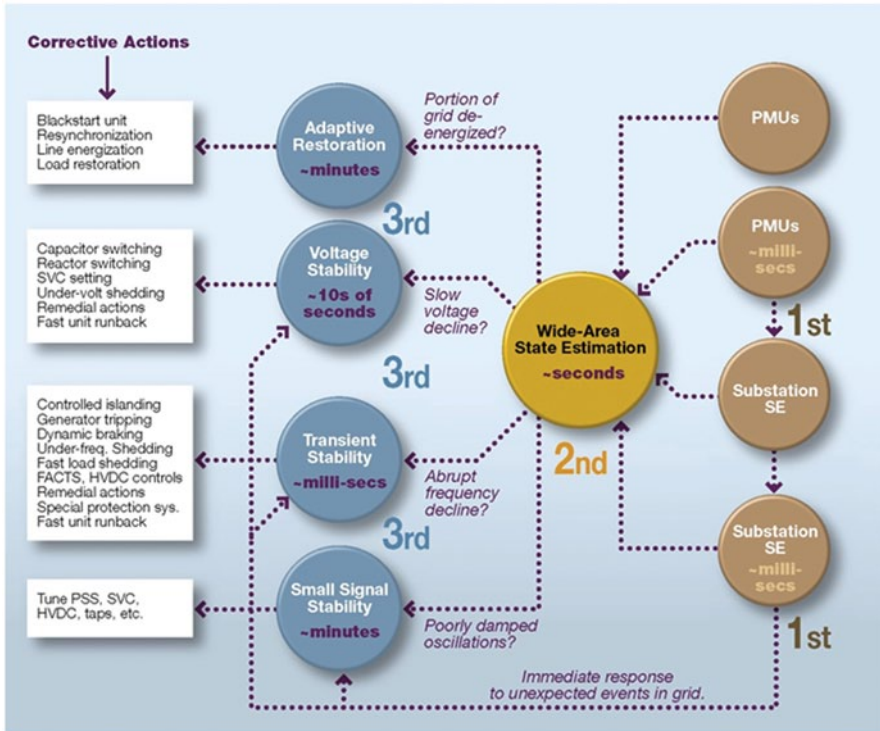 Corrective Actions
Blackstart unit
Resynchronization
Line energization
Load restoration
Adaptive
Restoration
~minutes
Portion of
grid de-
energized?
PMUs
3rd
PMUs
~milli-
secs
Capacitor switching
Reactor switching
SVC setting
Under-volt shedding
Remedial actions
Fast unit runback
Voltage
Stability
~10s of
seconds
Slow
voltage
decline?
1st
Wide-Area
State Estimation
~seconds
3rd
Substation
SE
Controlled islanding
Generator tripping
Dynamic braking
Under-freq. Shedding
Fast load shedding
FACTS, HVDC controls
Remedial actions
Special protection sys.
Fast unit runback
Transient
Stability
~milli-secs
Abrupt
frequency
decline?
2nd
3rd
Substation
SE
~milli-
secs
Tune PSS, SVC,
HVDC, taps, etc.
Small Signal
Stability
~minutes
Poorly damped
oscillations?
1st
Immediate response
to unexpected events in grid.